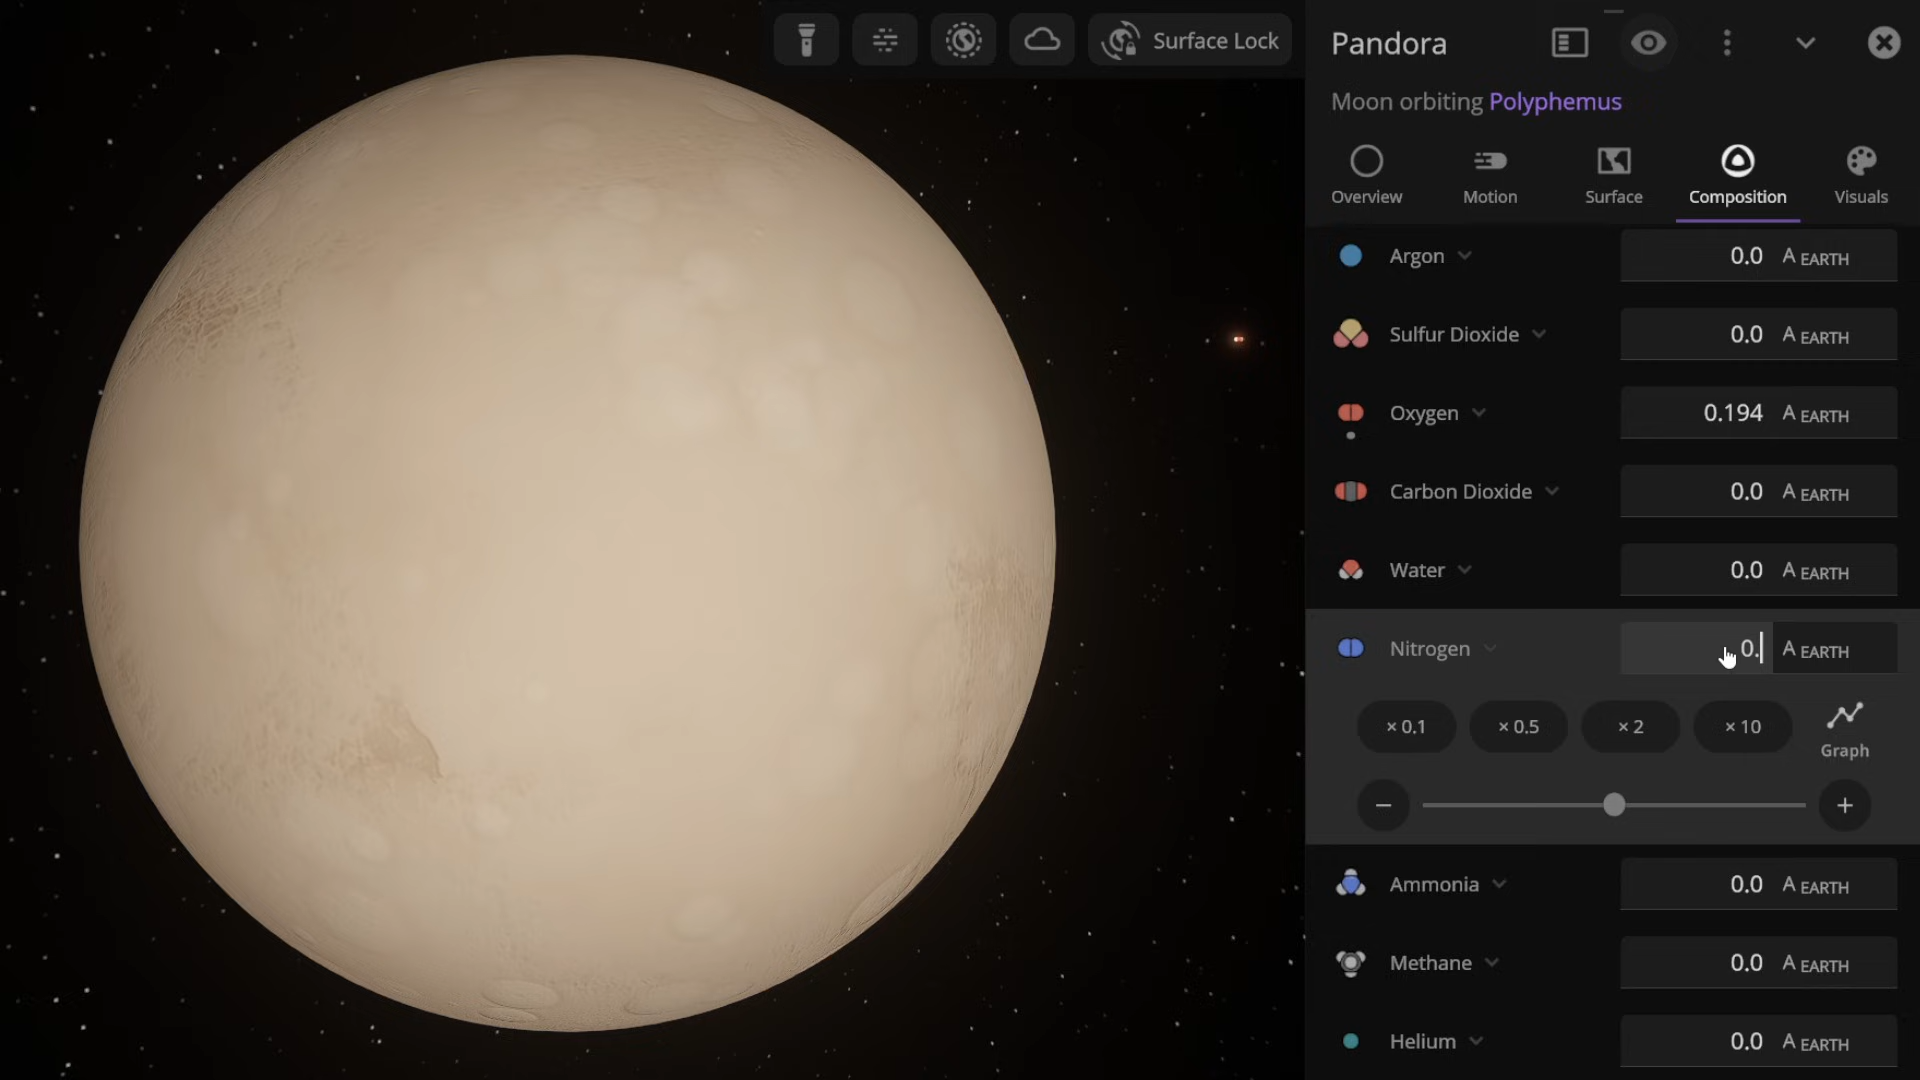 Surface Lock
Pandora
Moon orbiting Polyphemus
Overview
Motion
Surface
Composition
Visuals
Argon 0.0 A EARTH
Sulfur Dioxide 0.0 A EARTH
Oxygen 0.194 A EARTH
Carbon Dioxide 0.0 A EARTH
Water 0.0 A EARTH
Nitrogen 0. A EARTH
× 0.1
× 0.5
× 2
× 10
Graph
Ammonia 0.0 A EARTH
Methane 0.0 A EARTH
Helium 0.0 A EARTH